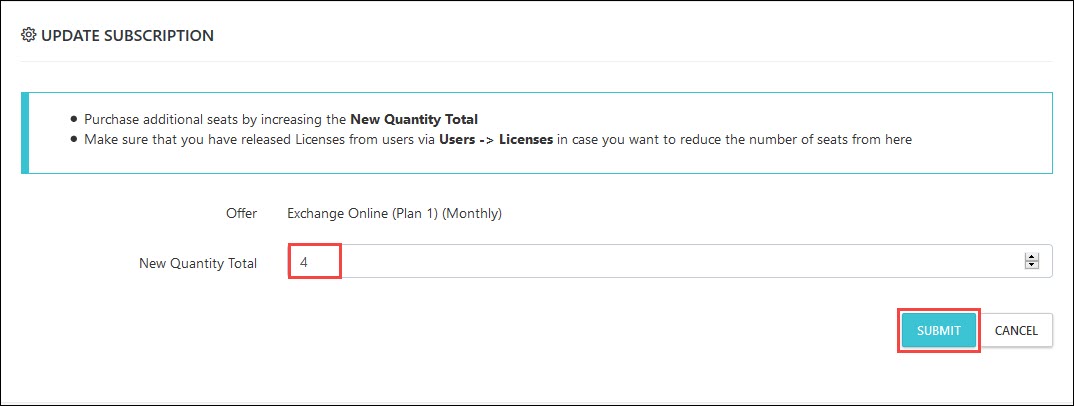 UPDATE SUBSCRIPTION
Purchase additional seats by increasing the New Quantity Total
Make sure that you have released Licenses from users via Users -> Licenses in case you want to reduce the number of seats from here
Offer Exchange Online (Plan 1) (Monthly)
New Quantity Total 4
SUBMIT CANCEL